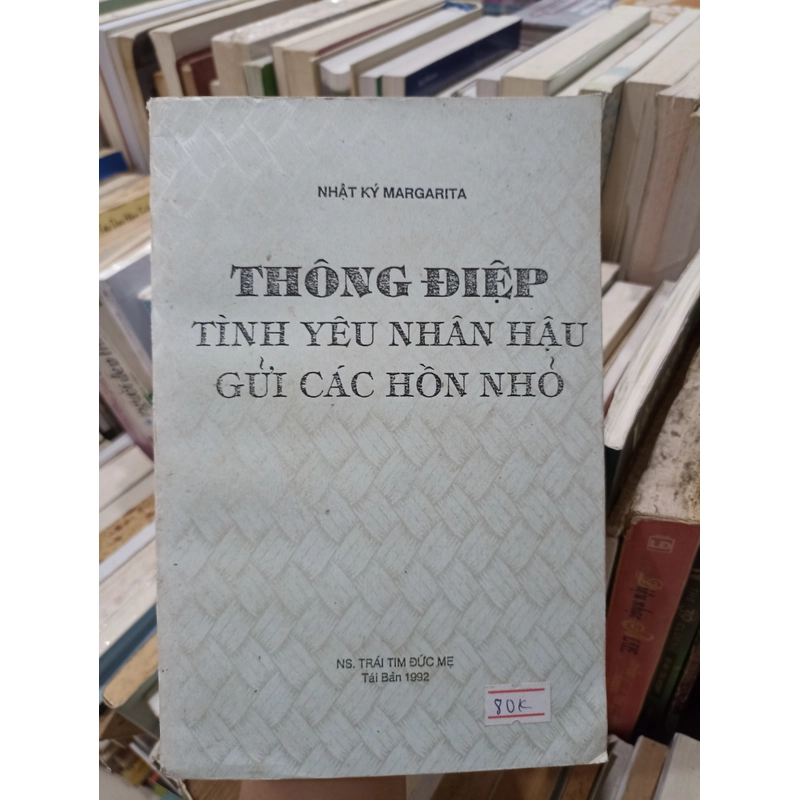 NHẬT KÝ MARGARITA
THÔNG ĐIỆP
TÌNH YÊU NHÂN HẬU
GỬI CÁC HỒN NHỎ
NS. TRÁI TIM ĐỨC MẸ
Tái Bản 1992
80K